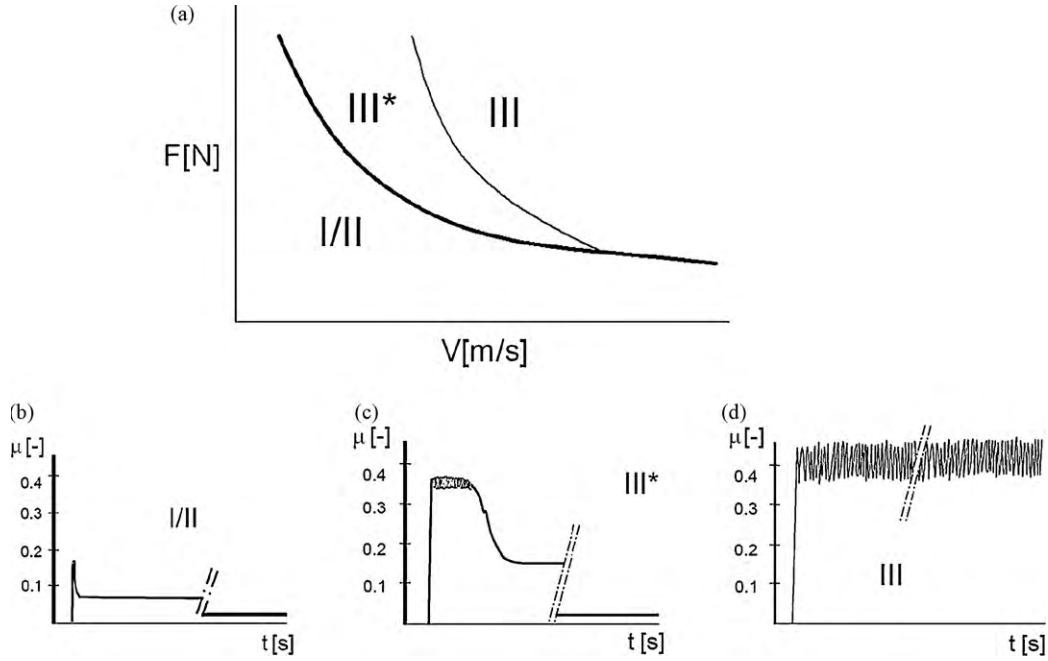 (a)
III*
III
F[N]
I/II
V[m/s]
(b)
μ [-]
0.4
0.3
0.2
0.1
I/II
t [s]
(c)
μ [-]
0.4
0.3
0.2
0.1
III*
t [s]
(d)
μ [-]
0.4
0.3
0.2
0.1
III
t [s]